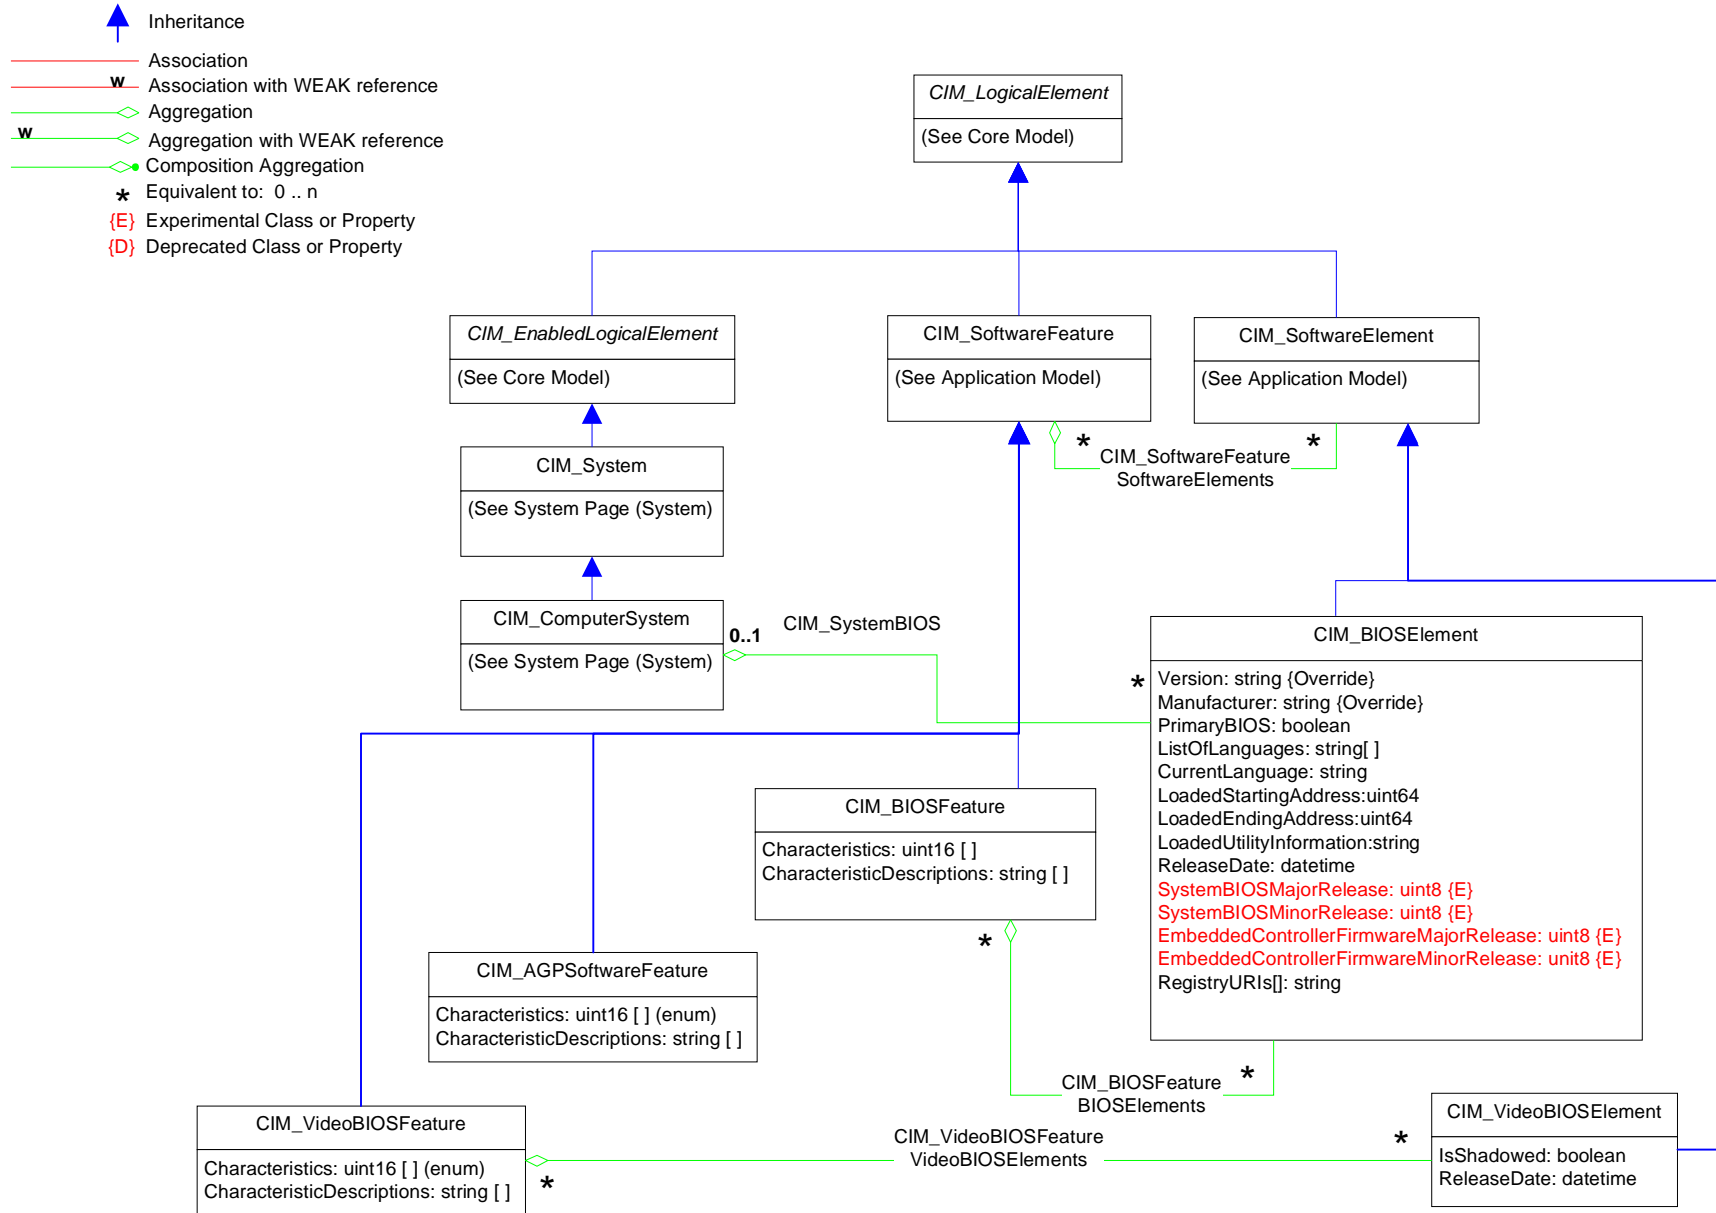 Inheritance
Association
w
Association with WEAK reference
Aggregation
w
Aggregation with WEAK reference
Composition Aggregation
* Equivalent to: 0 .. n
{E} Experimental Class or Property
{D} Deprecated Class or Property
CIM_LogicalElement
(See Core Model)
CIM_EnabledLogicalElement
(See Core Model)
CIM_SoftwareFeature
(See Application Model)
CIM_SoftwareElement
(See Application Model)
* *
CIM_SoftwareFeature
SoftwareElements
CIM_System
(See System Page (System)
CIM_ComputerSystem
(See System Page (System)
0..1
CIM_SystemBIOS
*
CIM_BIOSElement
Version: string {Override}
Manufacturer: string {Override}
PrimaryBIOS: boolean
ListOfLanguages: string[ ]
CurrentLanguage: string
LoadedStartingAddress:uint64
LoadedEndingAddress:uint64
LoadedUtilityInformation:string
ReleaseDate: datetime
SystemBIOSMajorRelease: uint8 {E}
SystemBIOSMinorRelease: uint8 {E}
EmbeddedControllerFirmwareMajorRelease: uint8 {E}
EmbeddedControllerFirmwareMinorRelease: unit8 {E}
RegistryURIs[]: string
CIM_BIOSFeature
Characteristics: uint16 [ ]
CharacteristicDescriptions: string [ ]
*
CIM_AGPSoftwareFeature
Characteristics: uint16 [ ] (enum)
CharacteristicDescriptions: string [ ]
CIM_BIOSFeature
BIOSElements
*
CIM_VideoBIOSFeature
Characteristics: uint16 [ ] (enum)
CharacteristicDescriptions: string [ ]
*
CIM_VideoBIOSFeature
VideoBIOSElements
*
CIM_VideoBIOSElement
IsShadowed: boolean
ReleaseDate: datetime